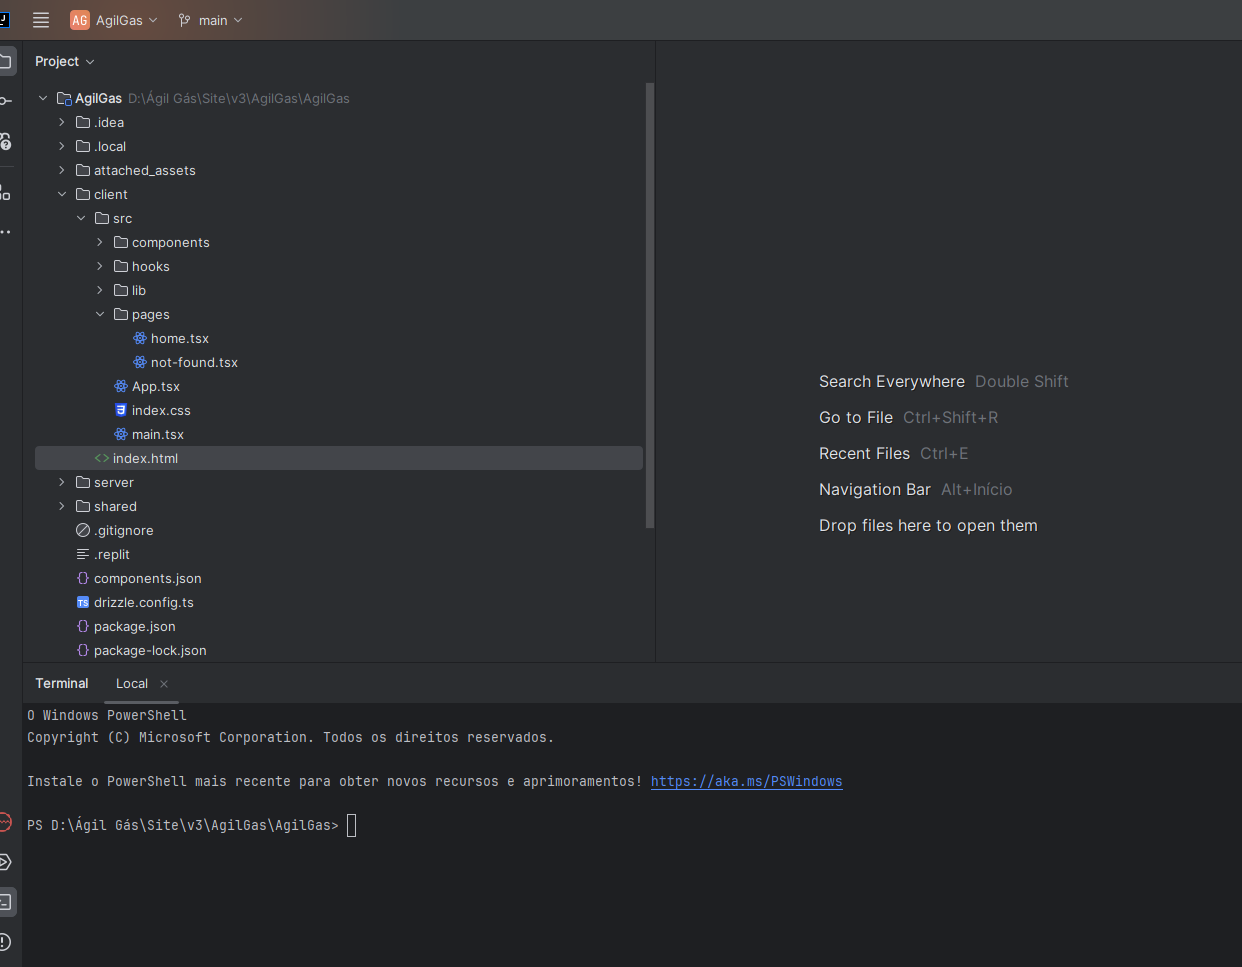 AG AgilGas main
Project
AgilGas D:\Ágil Gás\Site\v3\AgilGas\AgilGas
.idea
.local
attached_assets
client
src
components
hooks
lib
pages
home.tsx
not-found.tsx
App.tsx
index.css
main.tsx
<> index.html
server
shared
.gitignore
.replit
{} components.json
TS drizzle.config.ts
{} package.json
{} package-lock.json
Search Everywhere Double Shift
Go to File Ctrl+Shift+R
Recent Files Ctrl+E
Navigation Bar Alt+Início
Drop files here to open them
Terminal Local
O Windows PowerShell
Copyright (C) Microsoft Corporation. Todos os direitos reservados.
Instale o PowerShell mais recente para obter novos recursos e aprimoramentos! https://aka.ms/PSWindows
PS D:\Ágil Gás\Site\v3\AgilGas\AgilGas>